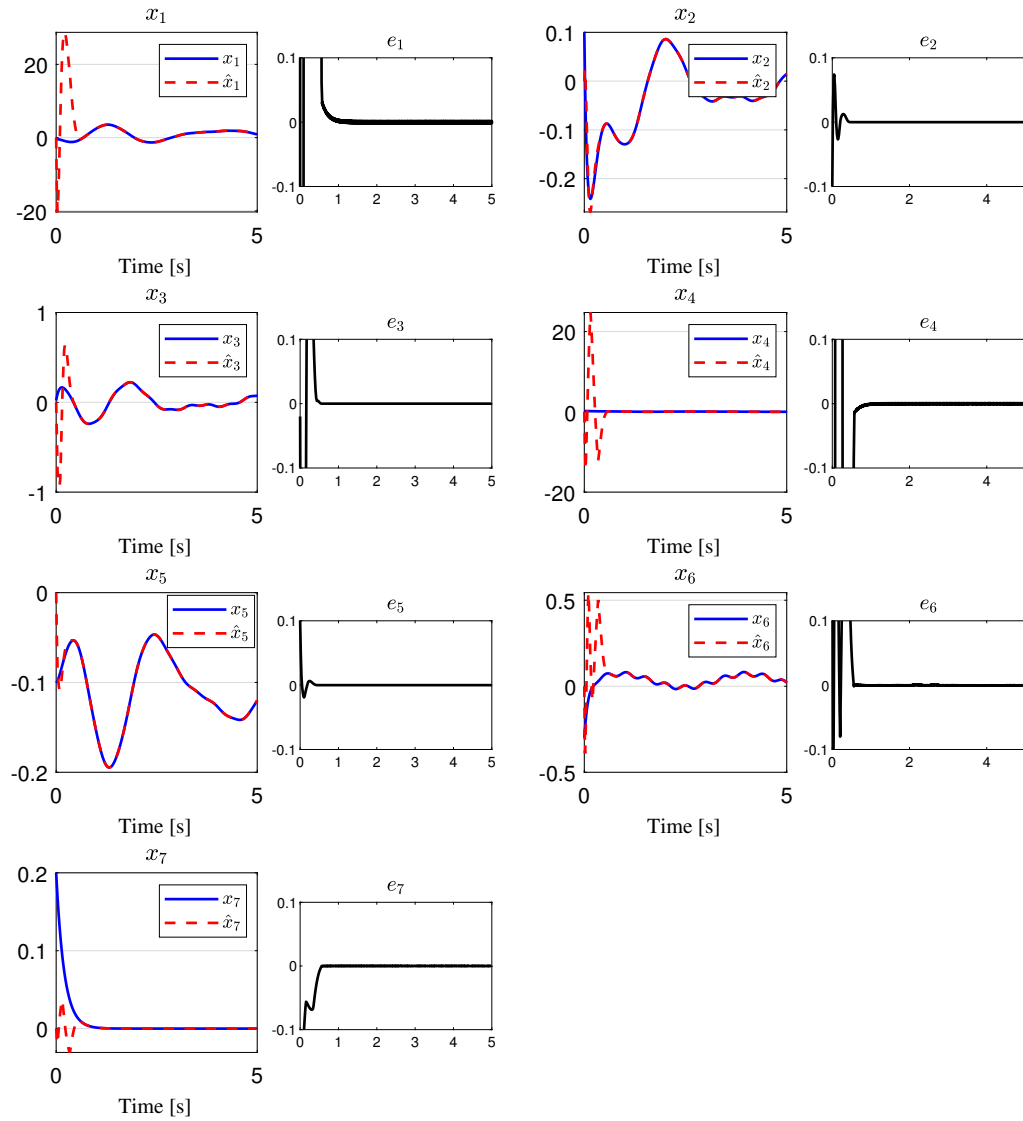 x₁
20
0
-20
x₁
x̂₁
0
5
Time [s]
e₁
0.1
0
-0.1
0 1 2 3 4 5
x₂
0.1
0
-0.1
-0.2
x₂
x̂₂
0
5
Time [s]
e₂
0.1
0
-0.1
0 2 4
x₃
1
0
-1
x₃
x̂₃
0
5
Time [s]
e₃
0.1
0
-0.1
0 1 2 3 4 5
x₄
20
0
-20
x₄
x̂₄
0
5
Time [s]
e₄
0.1
0
-0.1
0 2 4
x₅
0
-0.1
-0.2
x₅
x̂₅
0
5
Time [s]
e₅
0.1
0
-0.1
0 1 2 3 4 5
x₆
0.5
0
-0.5
x₆
x̂₆
0
5
Time [s]
e₆
0.1
0
-0.1
0 2 4
x₇
0.2
0.1
0
x₇
x̂₇
0
5
Time [s]
e₇
0.1
0
-0.1
0 1 2 3 4 5